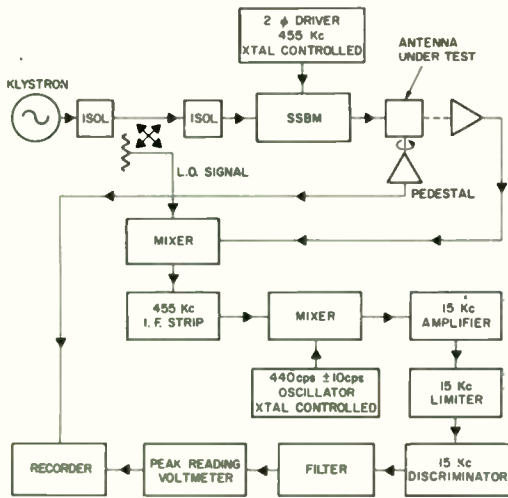 2 φ DRIVER
455 Kc
XTAL CONTROLLED
ANTENNA
UNDER TEST
KLYSTRON
ISOL
ISOL
SSBM
L.O. SIGNAL
PEDESTAL
MIXER
455 Kc
I.F. STRIP
MIXER
15 Kc
AMPLIFIER
440cps ±10cps
OSCILLATOR
XTAL CONTROLLED
15 Kc
LIMITER
RECORDER
PEAK READING
VOLTMETER
FILTER
15 Kc
DISCRIMINATOR